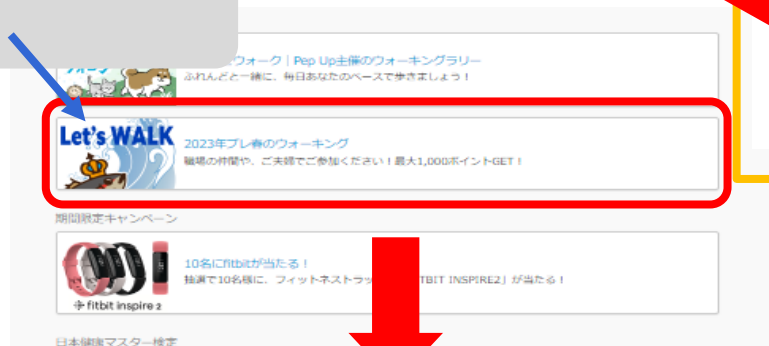 ウォーク｜Pep Up主催のウォーキングラリー
ふれんどと一緒に、毎日あなたのペースで歩きましょう！
Let's WALK
2023年プレ春のウォーキング
職場の仲間や、ご夫婦でご参加ください！最大1,000ポイントGET！
期間限定キャンペーン
10名にfitbitが当たる！
抽選で10名様に、フィットネストラッ TBIT INSPIRE2」が当たる！
fitbit inspire 2
日本健康マスター検定